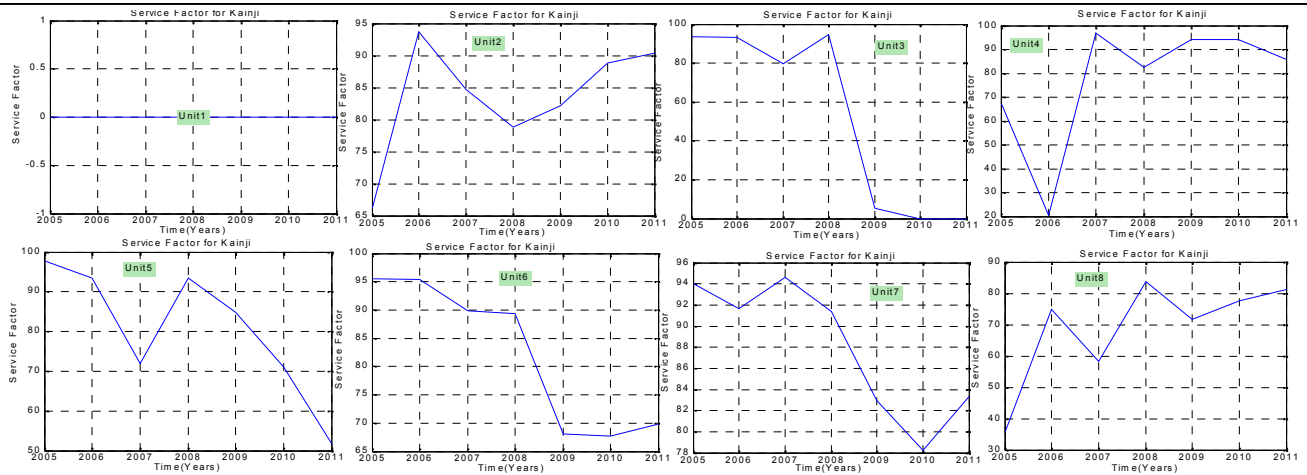 Service Factor for Kainji
Service Factor
1
0.5
0
-0.5
-1
Unit1
2005 2006 2007 2008 2009 2010 2011
Time(Years)
Service Factor for Kainji
Service Factor
95
90
85
80
75
70
65
Unit2
2005 2006 2007 2008 2009 2010 2011
Time(Years)
Service Factor for Kainji
Service Factor
100
80
60
40
20
0
Unit3
2005 2006 2007 2008 2009 2010 2011
Time(Years)
Service Factor for Kainji
Service Factor
100
90
80
70
60
50
40
30
20
Unit4
2005 2006 2007 2008 2009 2010 2011
Time(Years)
Service Factor for Kainji
Service Factor
100
90
80
70
60
50
Unit5
2005 2006 2007 2008 2009 2010 2011
Time(Years)
Service Factor for Kainji
Service Factor
100
95
90
85
80
75
70
65
Unit6
2005 2006 2007 2008 2009 2010 2011
Time(Years)
Service Factor for Kainji
Service Factor
96
94
92
90
88
86
84
82
80
78
Unit7
2005 2006 2007 2008 2009 2010 2011
Time(Years)
Service Factor for Kainji
Service Factor
90
80
70
60
50
40
30
Unit8
2005 2006 2007 2008 2009 2010 2011
Time(Years)